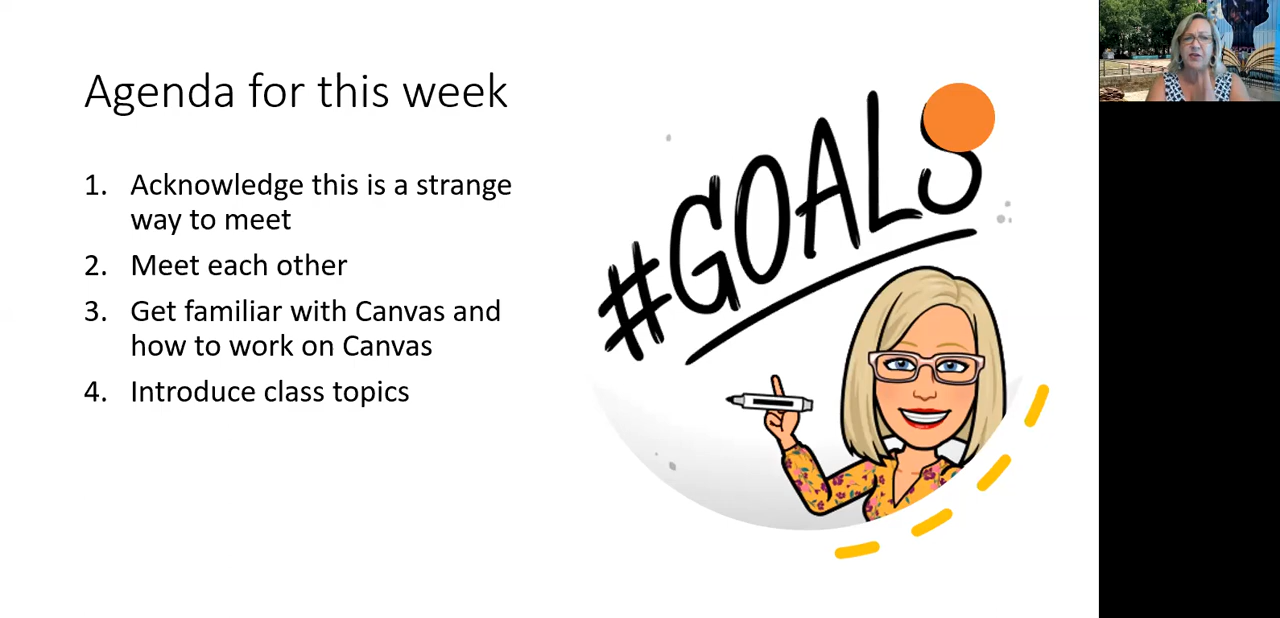 Agenda for this week
1. Acknowledge this is a strange
way to meet
2. Meet each other
3. Get familiar with Canvas and
how to work on Canvas
4. Introduce class topics
#GOALS